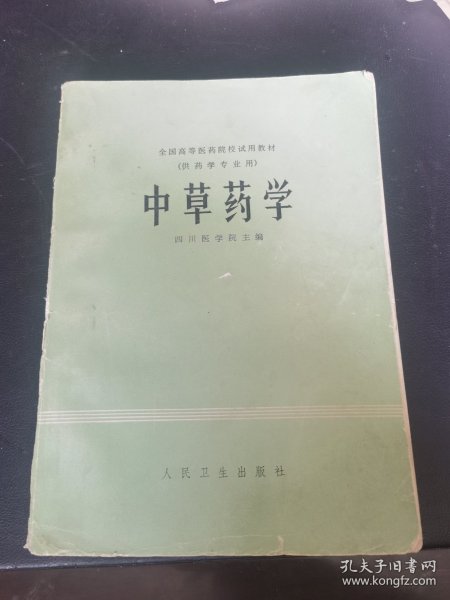 全国高等医药院校试用教材
(供药学专业用)
中草药学
四川医学院主编
人民卫生出版社
孔夫子旧书网
www.kongfz.com